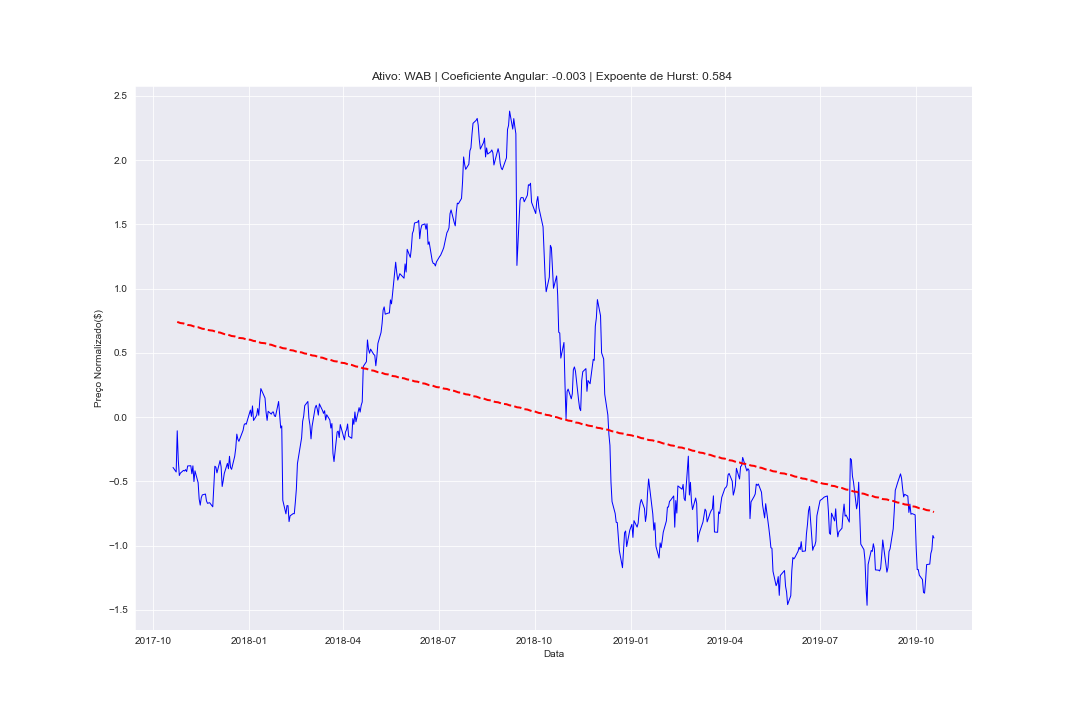 Ativo: WAB | Coeficiente Angular: -0.003 | Expoente de Hurst: 0.584
2.5
2.0
1.5
1.0
0.5
0.0
−0.5
−1.0
−1.5
Preço Normalizado($)
2017-10 2018-01 2018-04 2018-07 2018-10 2019-01 2019-04 2019-07 2019-10
Data